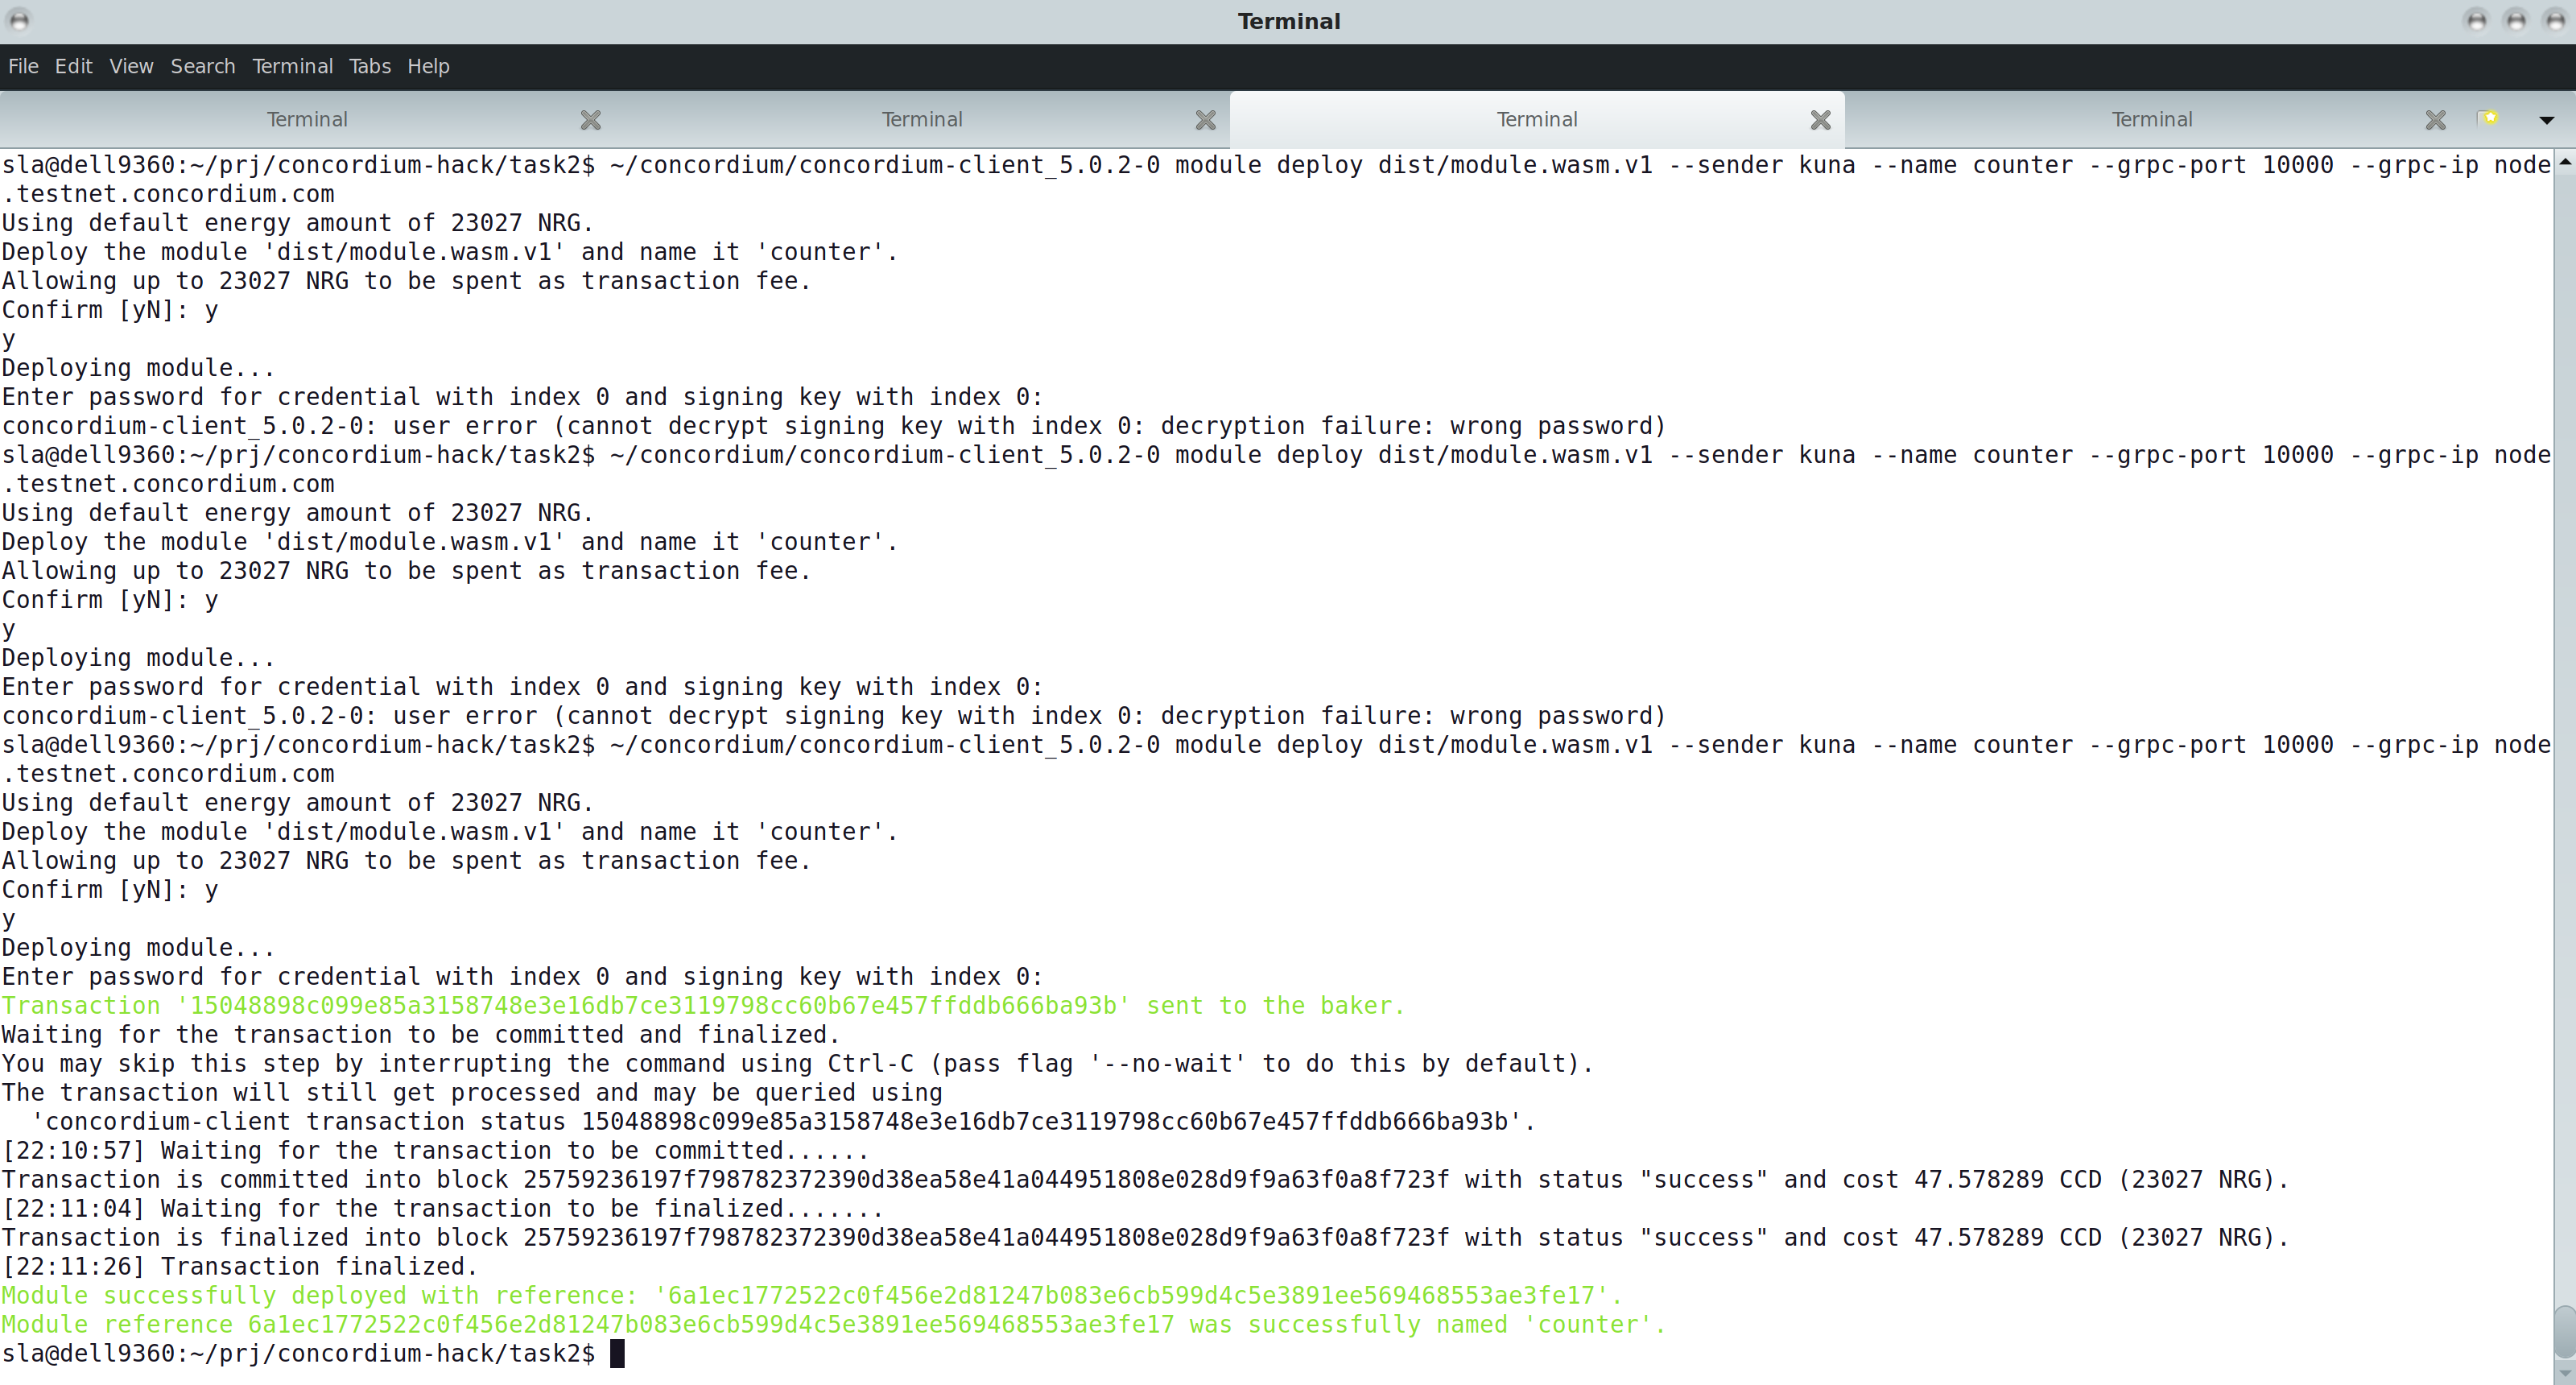 Terminal
File Edit View Search Terminal Tabs Help
Terminal Terminal Terminal Terminal
sla@dell9360:~/prj/concordium-hack/task2$ ~/concordium/concordium-client_5.0.2-0 module deploy dist/module.wasm.v1 --sender kuna --name counter --grpc-port 10000 --grpc-ip node
.testnet.concordium.com
Using default energy amount of 23027 NRG.
Deploy the module 'dist/module.wasm.v1' and name it 'counter'.
Allowing up to 23027 NRG to be spent as transaction fee.
Confirm [yN]: y
y
Deploying module...
Enter password for credential with index 0 and signing key with index 0:
concordium-client_5.0.2-0: user error (cannot decrypt signing key with index 0: decryption failure: wrong password)
sla@dell9360:~/prj/concordium-hack/task2$ ~/concordium/concordium-client_5.0.2-0 module deploy dist/module.wasm.v1 --sender kuna --name counter --grpc-port 10000 --grpc-ip node
.testnet.concordium.com
Using default energy amount of 23027 NRG.
Deploy the module 'dist/module.wasm.v1' and name it 'counter'.
Allowing up to 23027 NRG to be spent as transaction fee.
Confirm [yN]: y
y
Deploying module...
Enter password for credential with index 0 and signing key with index 0:
concordium-client_5.0.2-0: user error (cannot decrypt signing key with index 0: decryption failure: wrong password)
sla@dell9360:~/prj/concordium-hack/task2$ ~/concordium/concordium-client_5.0.2-0 module deploy dist/module.wasm.v1 --sender kuna --name counter --grpc-port 10000 --grpc-ip node
.testnet.concordium.com
Using default energy amount of 23027 NRG.
Deploy the module 'dist/module.wasm.v1' and name it 'counter'.
Allowing up to 23027 NRG to be spent as transaction fee.
Confirm [yN]: y
y
Deploying module...
Enter password for credential with index 0 and signing key with index 0:
Transaction '15048898c099e85a3158748e3e16db7ce3119798cc60b67e457ffddb666ba93b' sent to the baker.
Waiting for the transaction to be committed and finalized.
You may skip this step by interrupting the command using Ctrl-C (pass flag '--no-wait' to do this by default).
The transaction will still get processed and may be queried using
  'concordium-client transaction status 15048898c099e85a3158748e3e16db7ce3119798cc60b67e457ffddb666ba93b'.
[22:10:57] Waiting for the transaction to be committed......
Transaction is committed into block 25759236197f798782372390d38ea58e41a044951808e028d9f9a63f0a8f723f with status "success" and cost 47.578289 CCD (23027 NRG).
[22:11:04] Waiting for the transaction to be finalized.......
Transaction is finalized into block 25759236197f798782372390d38ea58e41a044951808e028d9f9a63f0a8f723f with status "success" and cost 47.578289 CCD (23027 NRG).
[22:11:26] Transaction finalized.
Module successfully deployed with reference: '6a1ec1772522c0f456e2d81247b083e6cb599d4c5e3891ee569468553ae3fe17'.
Module reference 6a1ec1772522c0f456e2d81247b083e6cb599d4c5e3891ee569468553ae3fe17 was successfully named 'counter'.
sla@dell9360:~/prj/concordium-hack/task2$